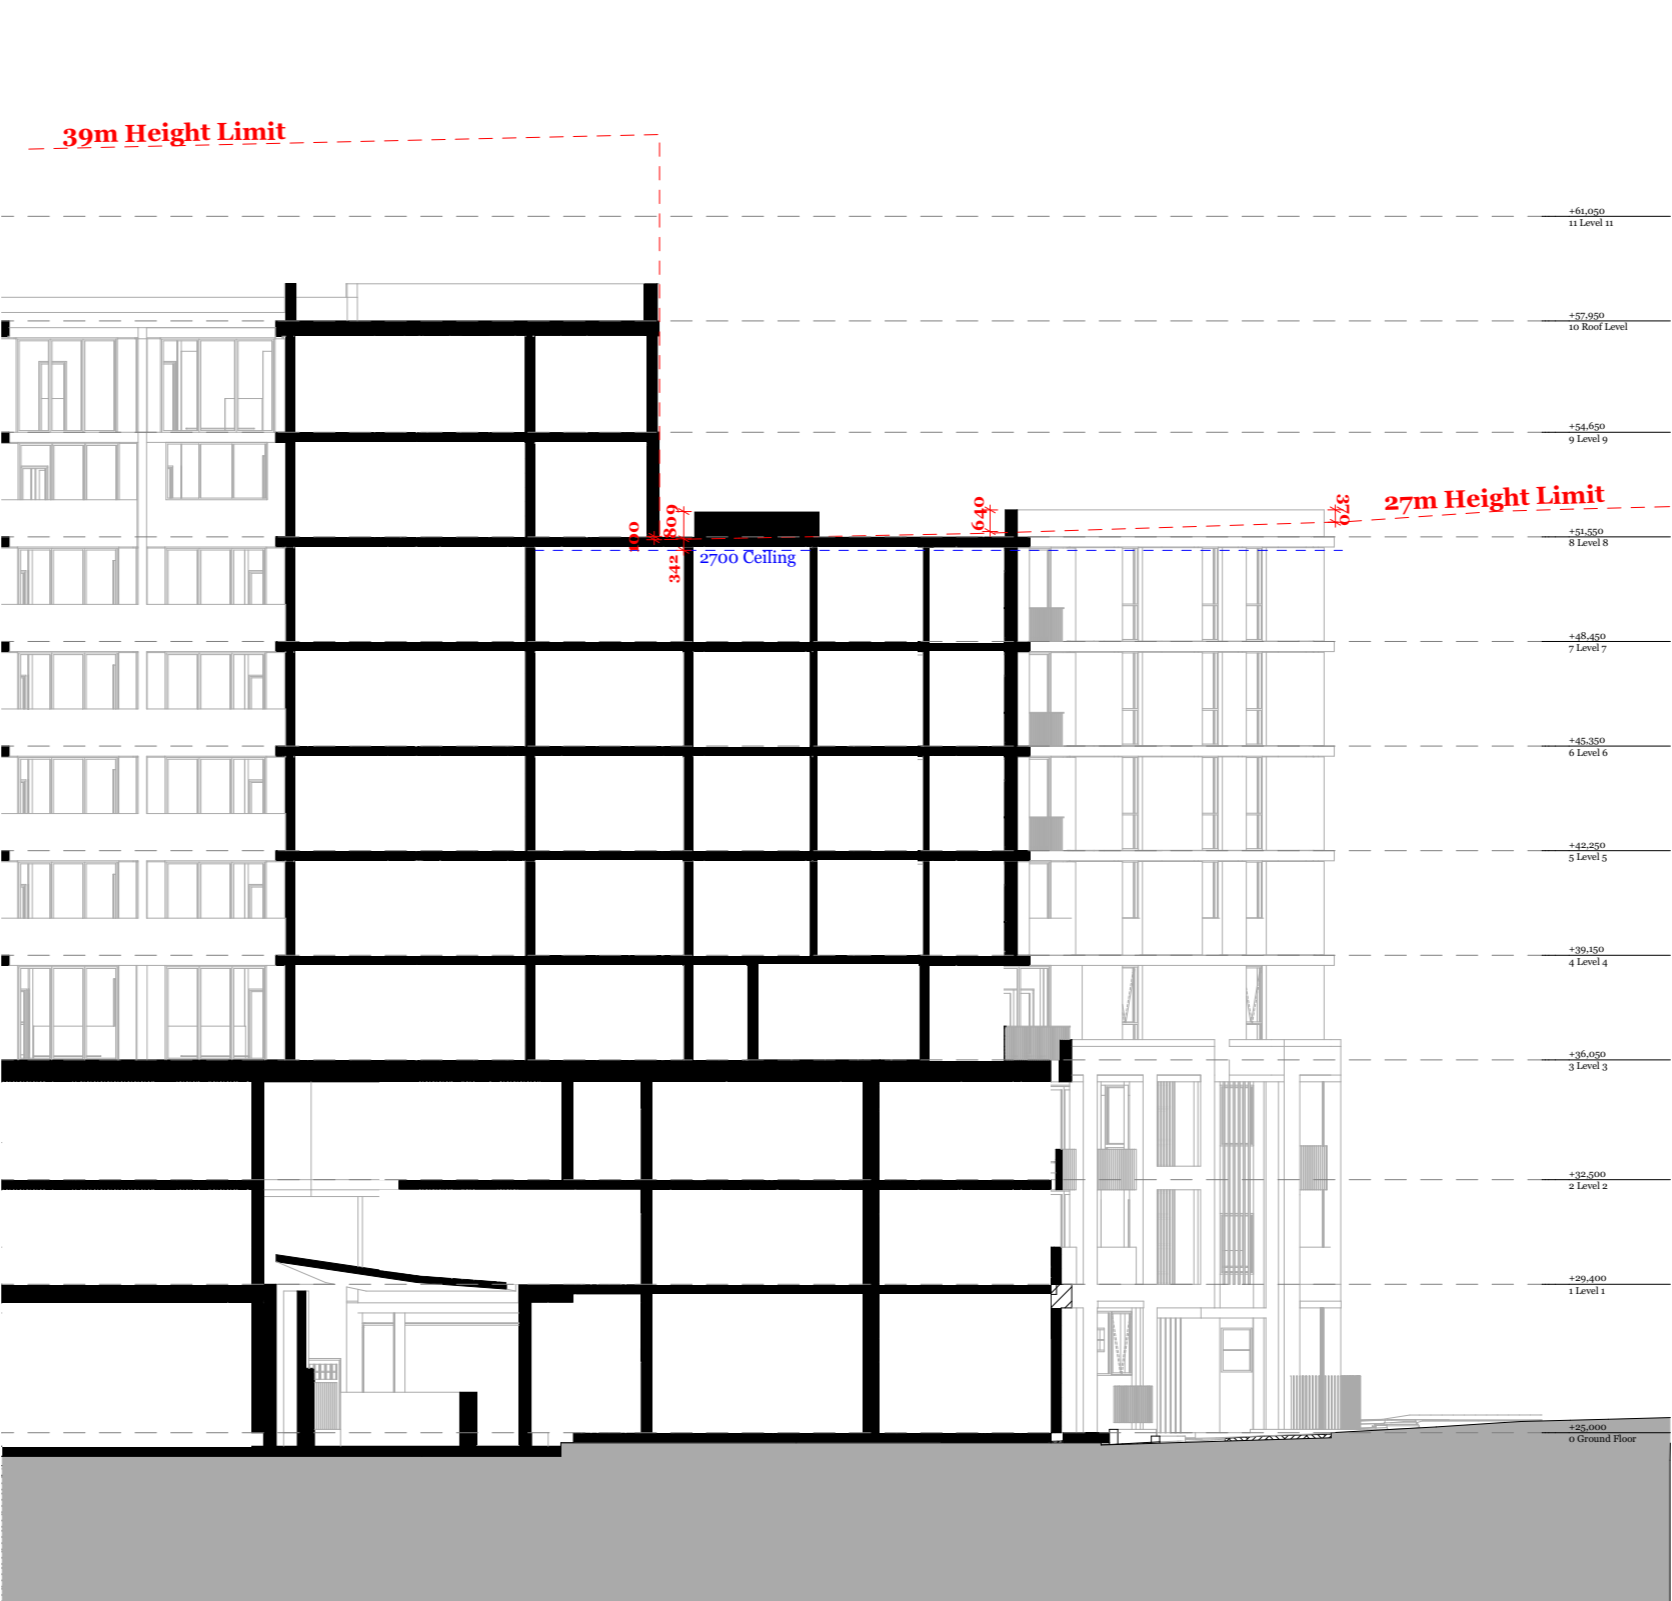 39m Height Limit
+61,050
11 Level 11
+57,950
10 Roof Level
+54,650
9 Level 9
27m Height Limit
370
640
809
100
342
2700 Ceiling
+51,550
8 Level 8
+48,450
7 Level 7
+45,350
6 Level 6
+42,250
5 Level 5
+39,150
4 Level 4
+36,050
3 Level 3
+32,500
2 Level 2
+29,400
1 Level 1
+25,000
0 Ground Floor